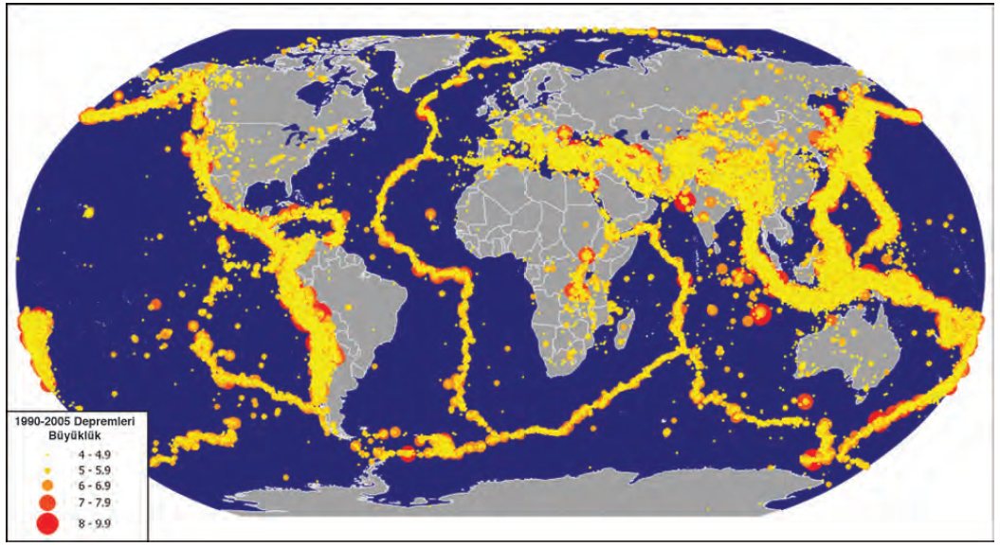 1990-2005 Depremleri
Büyüklük
4 - 4.9
5 - 5.9
6 - 6.9
7 - 7.9
8 - 9.9